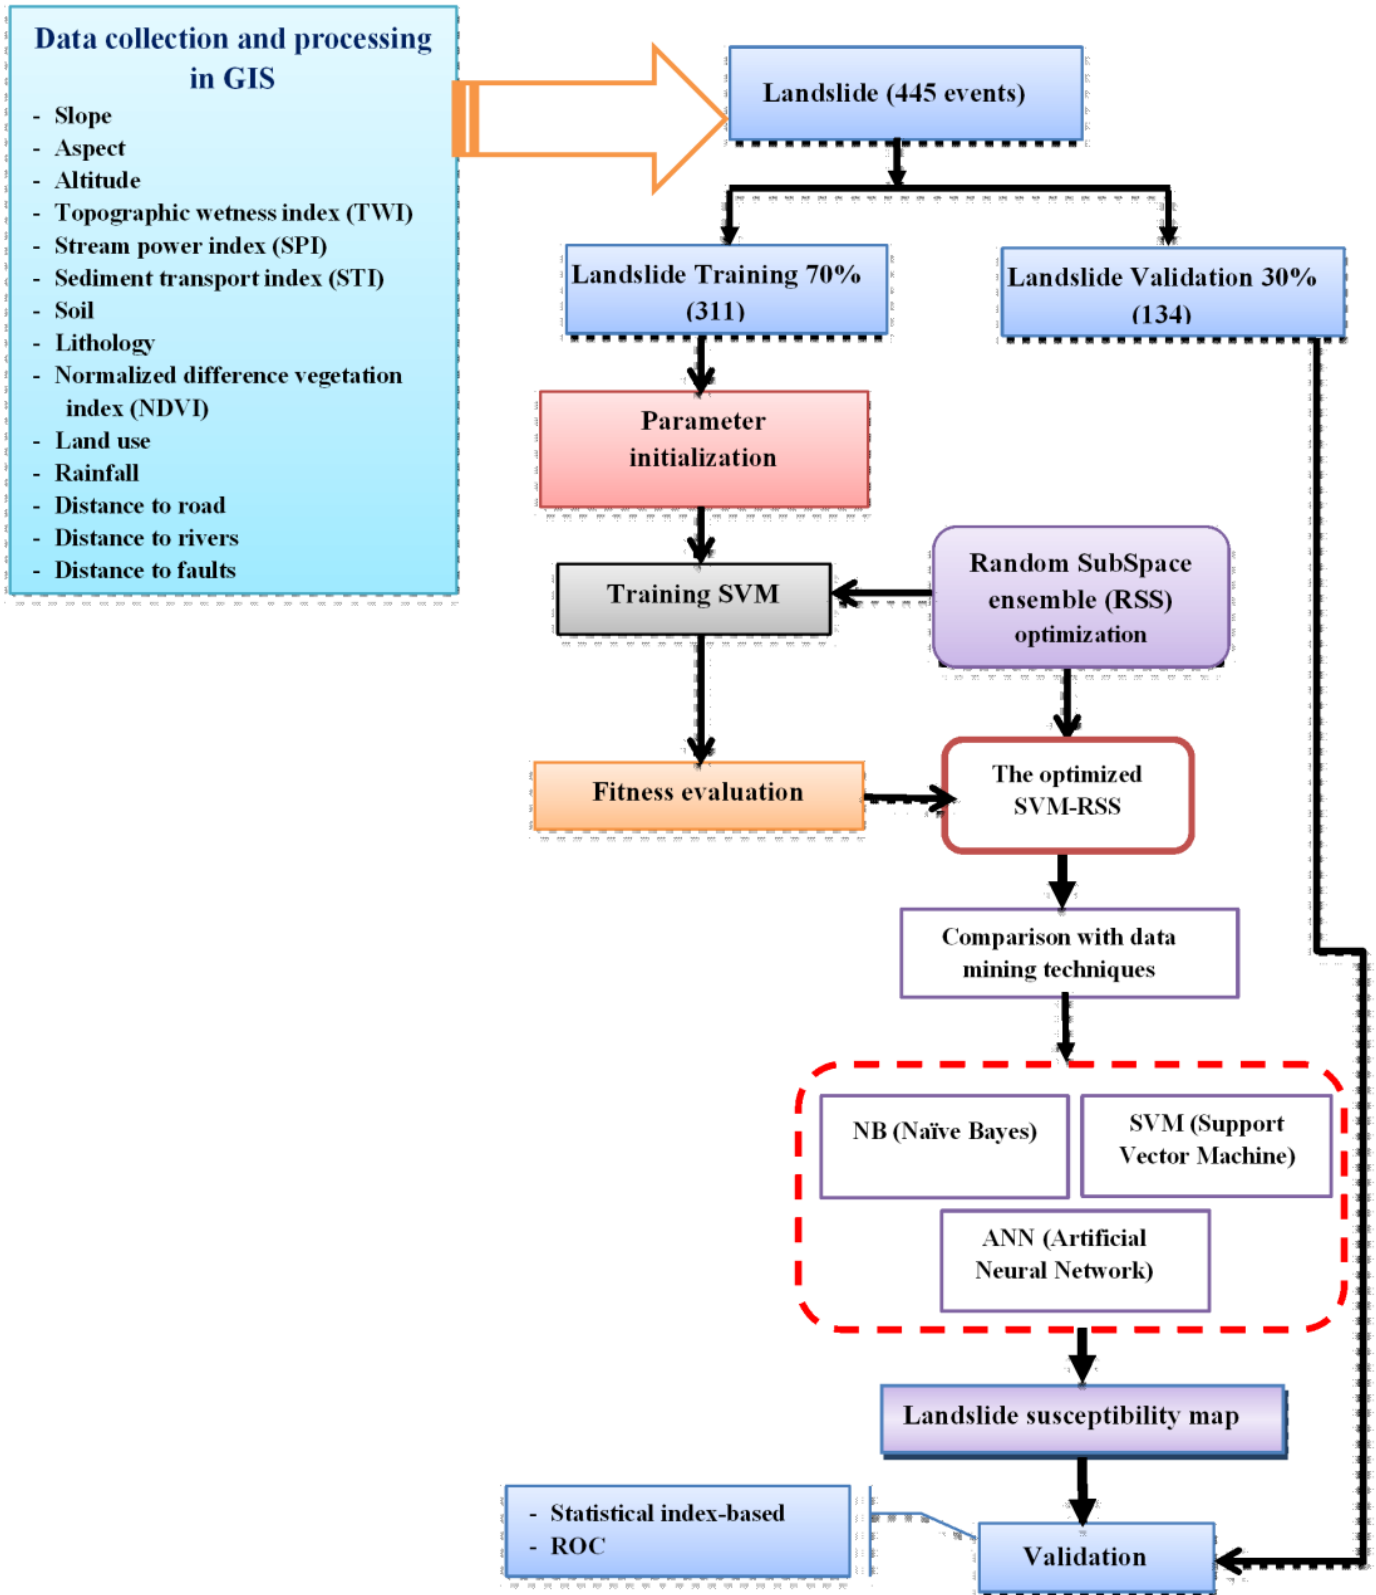 Data collection and processing
in GIS
- Slope
- Aspect
- Altitude
- Topographic wetness index (TWI)
- Stream power index (SPI)
- Sediment transport index (STI)
- Soil
- Lithology
- Normalized difference vegetation
index (NDVI)
- Land use
- Rainfall
- Distance to road
- Distance to rivers
- Distance to faults
Landslide (445 events)
Landslide Training 70%
(311)
Landslide Validation 30%
(134)
Parameter
initialization
Training SVM
Random SubSpace
ensemble (RSS)
optimization
Fitness evaluation
The optimized
SVM-RSS
Comparison with data
mining techniques
NB (Naïve Bayes)
SVM (Support
Vector Machine)
ANN (Artificial
Neural Network)
Landslide susceptibility map
- Statistical index-based
- ROC
Validation